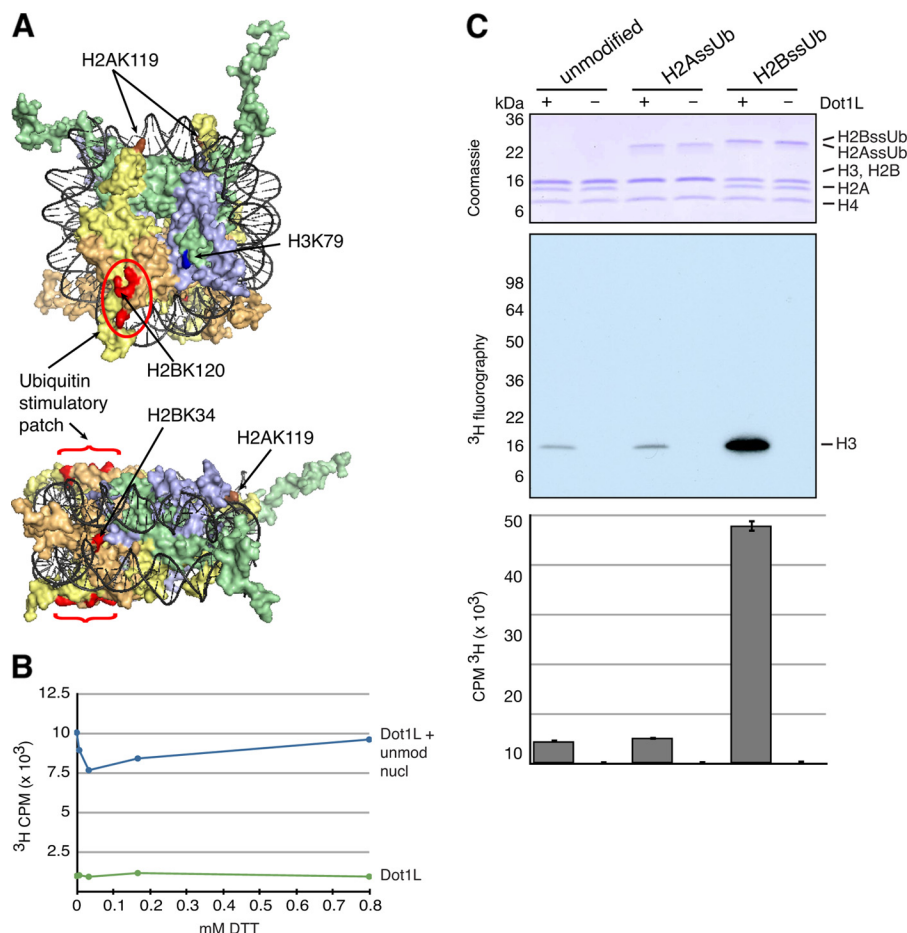 A
H2AK119
H3K79
H2BK120
Ubiquitin
stimulatory
patch
H2BK34
H2AK119
B
12.5
10
7.5
5
2.5
³H CPM (x 10³)
0 0.1 0.2 0.3 0.4 0.5 0.6 0.7 0.8
mM DTT
Dot1L +
unmod
nucl
Dot1L
C
unmodified
H2AssUb
H2BssUb
kDa + – + – + – Dot1L
36
22
16
6
Coomassie
H2BssUb
H2AssUb
H3, H2B
H2A
H4
98
64
50
36
22
16
6
³H fluorography
H3
50
40
30
20
10
CPM ³H (x 10³)